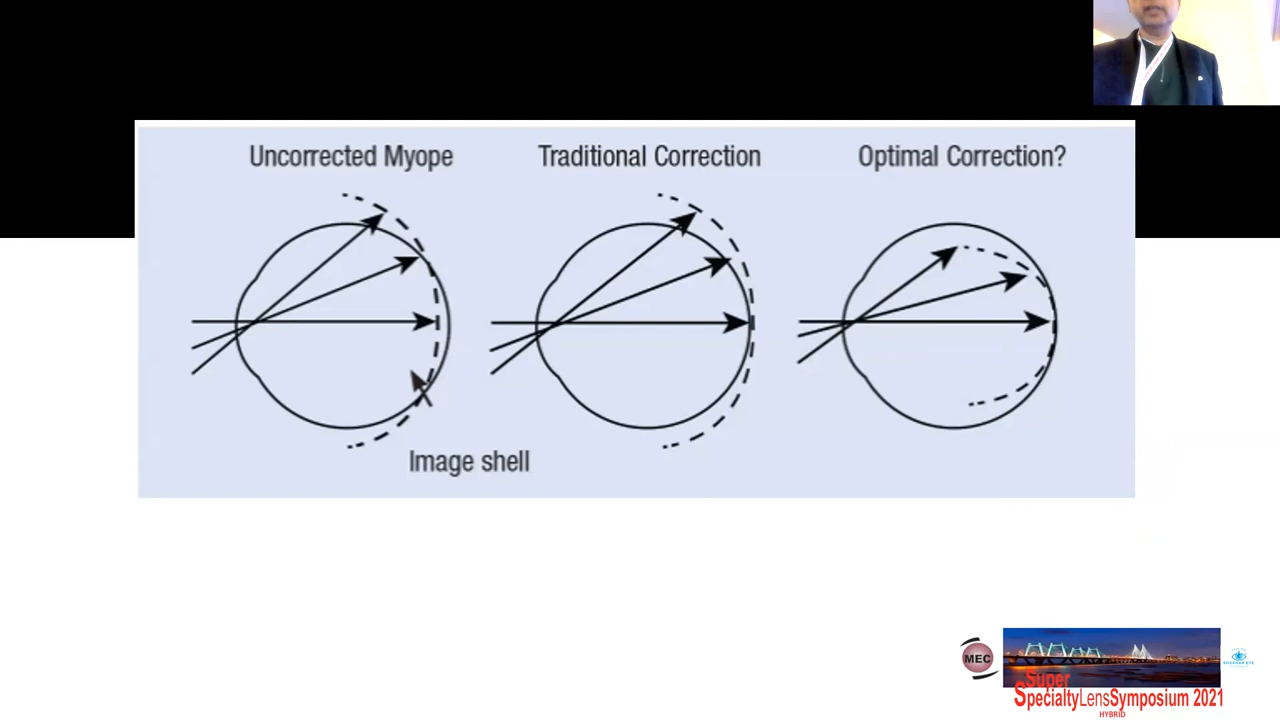 Uncorrected Myope
Traditional Correction
Optimal Correction?
Image shell
MEC
Super
SpecialtyLensSymposium 2021
HYBRID